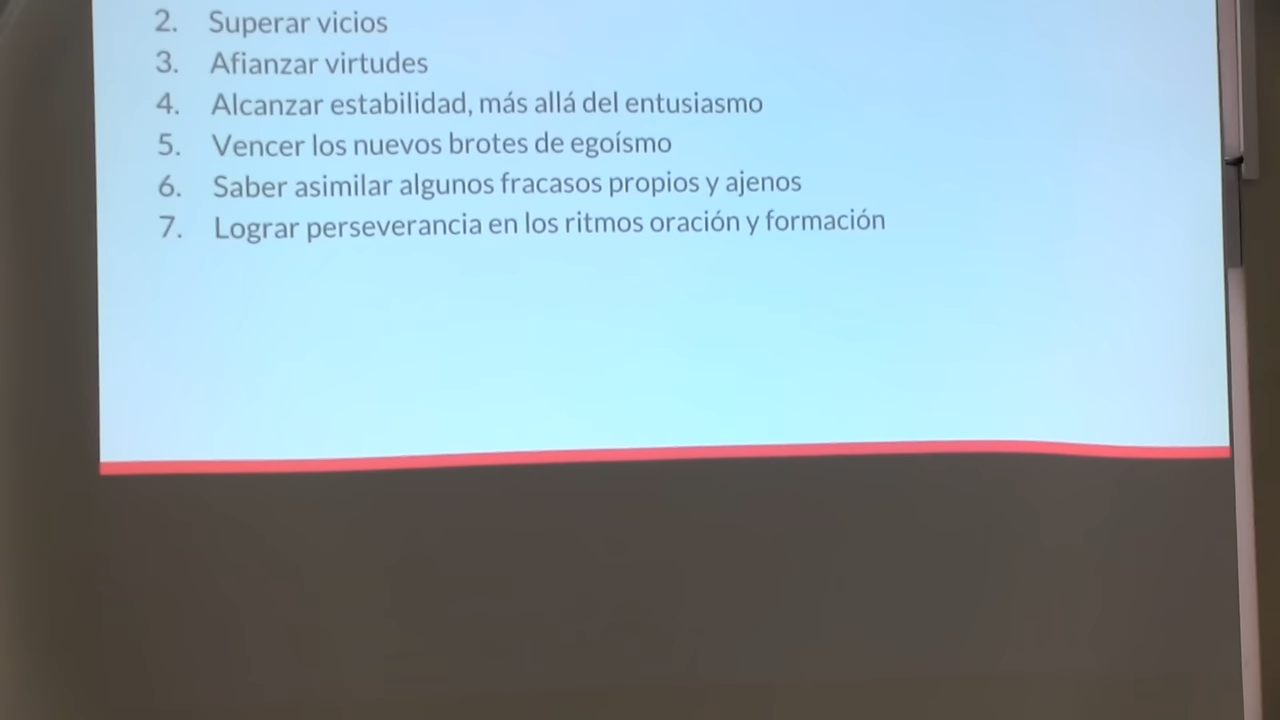 2. Superar vicios
3. Afianzar virtudes
4. Alcanzar estabilidad, más allá del entusiasmo
5. Vencer los nuevos brotes de egoísmo
6. Saber asimilar algunos fracasos propios y ajenos
7. Lograr perseverancia en los ritmos oración y formación